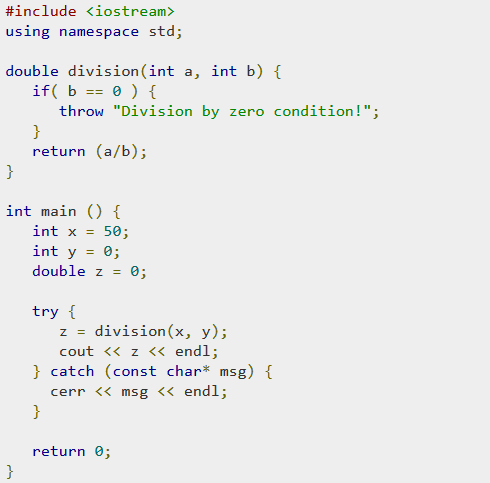 #include <iostream>
using namespace std;

double division(int a, int b) {
   if( b == 0 ) {
      throw "Division by zero condition!";
   }
   return (a/b);
}

int main () {
   int x = 50;
   int y = 0;
   double z = 0;

   try {
      z = division(x, y);
      cout << z << endl;
   } catch (const char* msg) {
     cerr << msg << endl;
   }

   return 0;
}